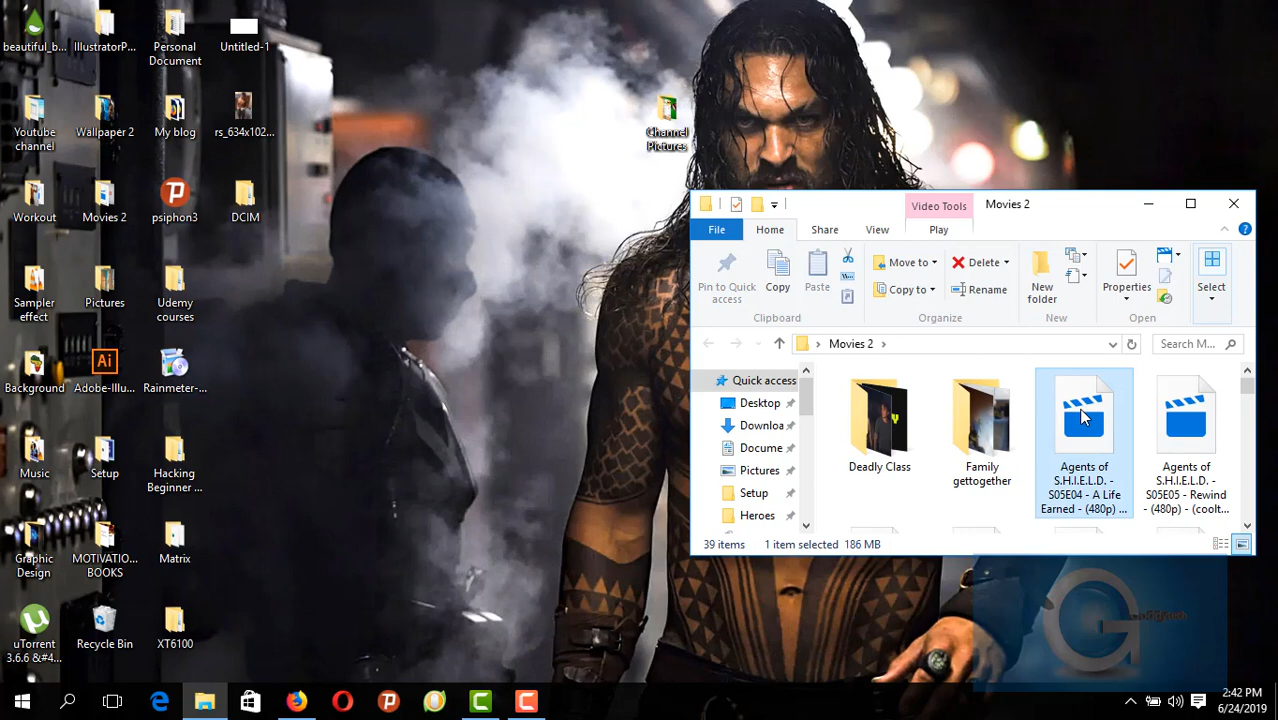 beautiful_b...
IllustratorP...
Personal
Document
Untitled-1
Youtube
channel
Wallpaper 2
My blog
rs_634x102...
Channel
Pictures
Workout
Movies 2
psiphon3
DCIM
Sampler
effect
Pictures
Udemy
courses
Background
Ai
Adobe-Illu...
Rainmeter-...
Music
Setup
Hacking
Beginner ...
Graphic
Design
MOTIVATIO...
BOOKS
Matrix
uTorrent
3.6.6 &#4...
Recycle Bin
XT6100
Video Tools
Movies 2
File
Home
Share
View
Play
Pin to Quick
access
Copy
Paste
Move to
Copy to
Delete
Rename
New
folder
Properties
Select
Clipboard
Organize
New
Open
Movies 2
Search M...
Quick access
Desktop
Downloa
Docume
Pictures
Setup
Heroes
Deadly Class
Family
gettogether
Agents of
S.H.I.E.L.D. -
S05E04 - A Life
Earned - (480p) ...
Agents of
S.H.I.E.L.D. -
S05E05 - Rewind
- (480p) - (coolt...
39 items
1 item selected 186 MB
2:42 PM
6/24/2019